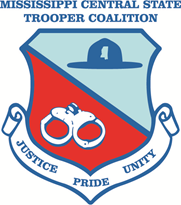 MISSISSIPPI CENTRAL STATE
TROOPER COALITION
JUSTICE PRIDE UNITY